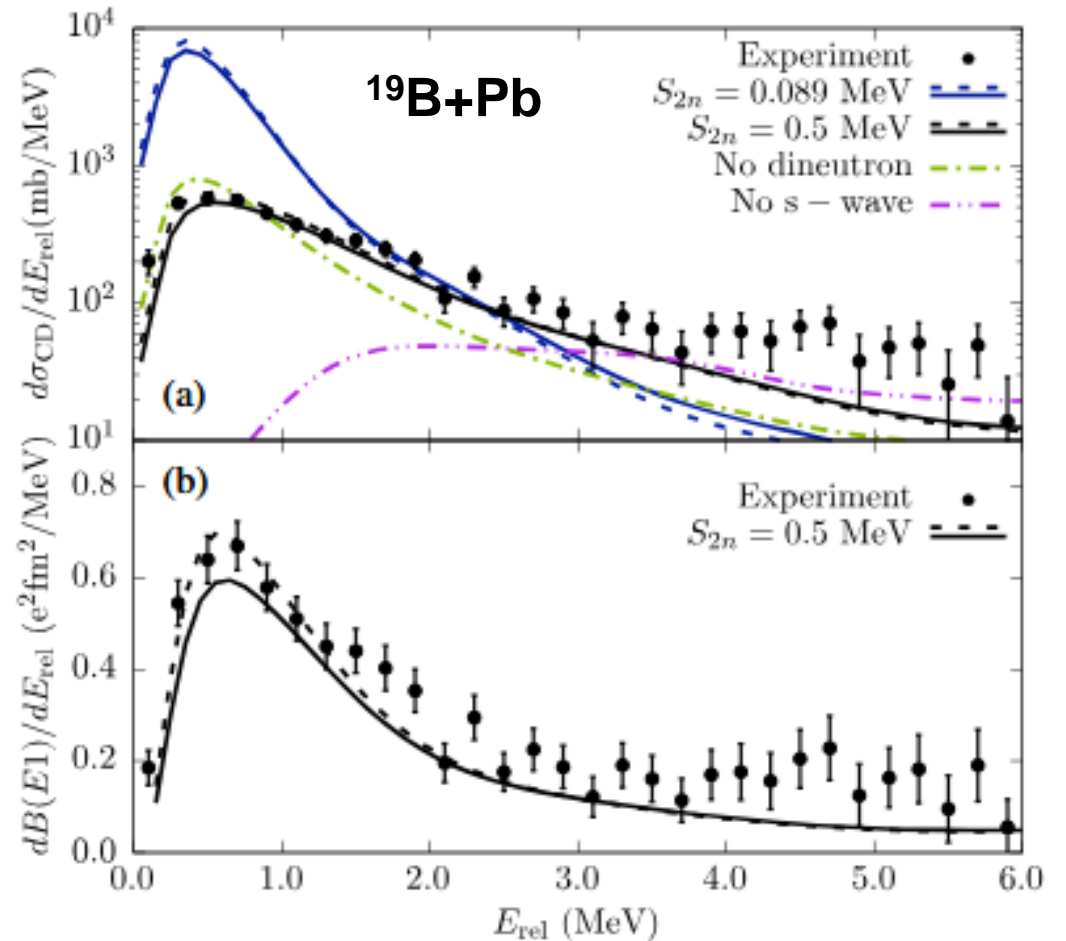 10⁴
10³
10²
10¹
dσ_CD/dE_rel(mb/MeV)
¹⁹B+Pb
Experiment
S₂ₙ = 0.089 MeV
S₂ₙ = 0.5 MeV
No dineutron
No s − wave
(a)
(b)
Experiment
S₂ₙ = 0.5 MeV
0.8
0.6
0.4
0.2
0.0
dB(E1)/dE_rel (e²fm²/MeV)
0.0 1.0 2.0 3.0 4.0 5.0 6.0
E_rel (MeV)